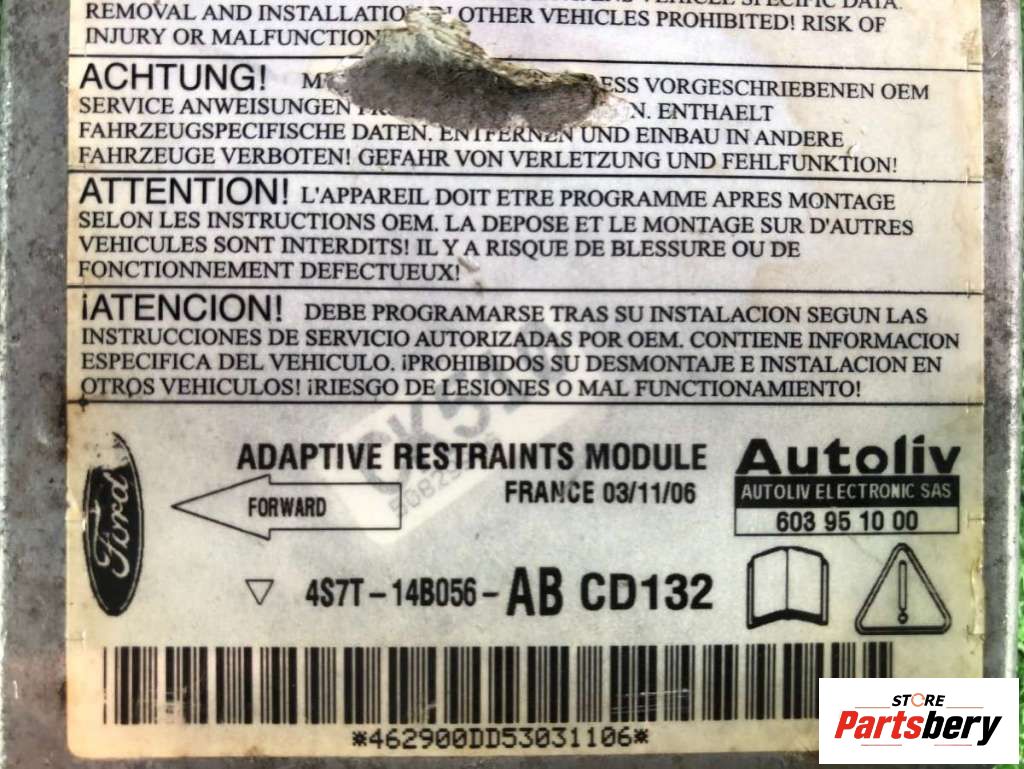 REMOVAL AND INSTALLATION IN OTHER VEHICLES PROHIBITED! RISK OF
INJURY OR MALFUNCTION
ACHTUNG! ESS VORGESCHRIEBENEN OEM
SERVICE ANWEISUNGEN N. ENTHAELT
FAHRZEUGSPEZIFISCHE DATEN. ENTFERNEN UND EINBAU IN ANDERE
FAHRZEUGE VERBOTEN! GEFAHR VON VERLETZUNG UND FEHLFUNKTION!
ATTENTION! L'APPAREIL DOIT ETRE PROGRAMME APRES MONTAGE
SELON LES INSTRUCTIONS OEM. LA DEPOSE ET LE MONTAGE SUR D'AUTRES
VEHICULES SONT INTERDITS! IL Y A RISQUE DE BLESSURE OU DE
FONCTIONNEMENT DEFECTUEUX!
¡ATENCION! DEBE PROGRAMARSE TRAS SU INSTALACION SEGUN LAS
INSTRUCCIONES DE SERVICIO AUTORIZADAS POR OEM. CONTIENE INFORMACION
ESPECIFICA DEL VEHICULO. ¡PROHIBIDOS SU DESMONTAJE E INSTALACION EN
OTROS VEHICULOS! ¡RIESGO DE LESIONES O MAL FUNCTIONAMIENTO!
Ford
FORWARD
ADAPTIVE RESTRAINTS MODULE
FRANCE 03/11/06
Autoliv
AUTOLIV ELECTRONIC SAS
603 95 10 00
4S7T-14B056-AB CD132
*462900DD53031106*
STORE
Partsbery